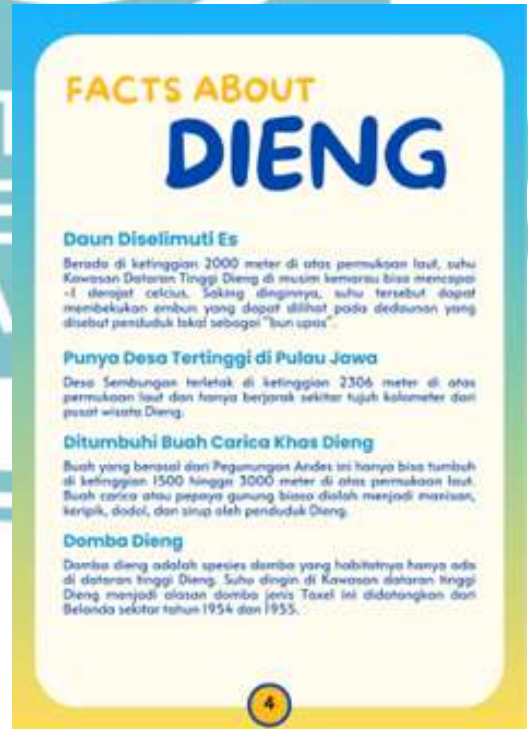 FACTS ABOUT
DIENG
Daun Diselimuti Es
Berada di ketinggian 2000 meter di atas permukaan laut, suhu
Kawasan Dataran Tinggi Dieng di musim kemarau bisa mencapai
-1 derajat celcius. Saking dinginnya, suhu tersebut dapat
membekukan embun yang dapat dilihat pada dedaunan yang
disebut penduduk lokal sebagai "bun upas".
Punya Desa Tertinggi di Pulau Jawa
Desa Sembungan terletak di ketinggian 2306 meter di atas
permukaan laut dan hanya berjarak sekitar tujuh kolometer dari
pusat wisata Dieng.
Ditumbuhi Buah Carica Khas Dieng
Buah yang berasal dari Pegunungan Andes ini hanya bisa tumbuh
di ketinggian 1500 hingga 3000 meter di atas permukaan laut.
Buah carica atau pepaya gunung biasa diolah menjadi manisan,
keripik, dodol, dan sirup oleh penduduk Dieng.
Domba Dieng
Domba dieng adalah spesies domba yang habitatnya hanya ada
di dataran tinggi Dieng. Suhu dingin di Kawasan dataran tinggi
Dieng menjadi alasan domba jenis Taxel ini didatangkan dari
Belanda sekitar tahun 1954 dan 1955.
4